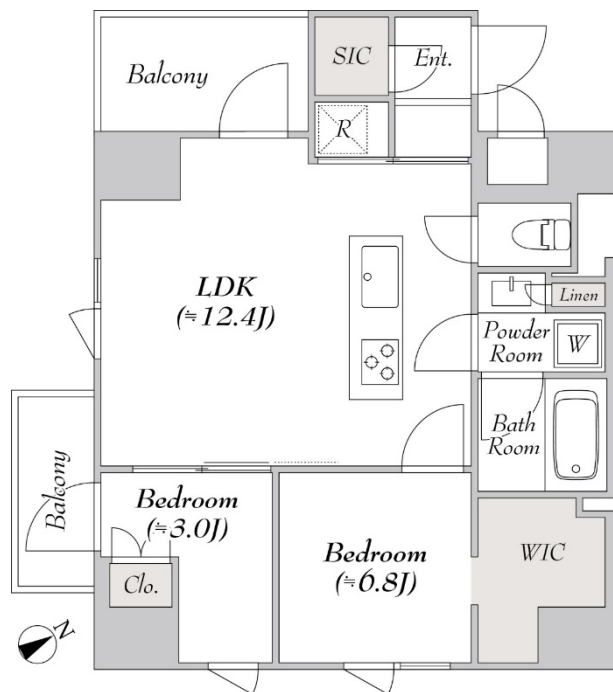 Balcony
SIC
Ent.
R
LDK
(≒12.4J)
Linen
Powder
Room
W
Bath
Room
Balcony
Bedroom
(≒3.0J)
Clo.
Bedroom
(≒6.8J)
WIC
N